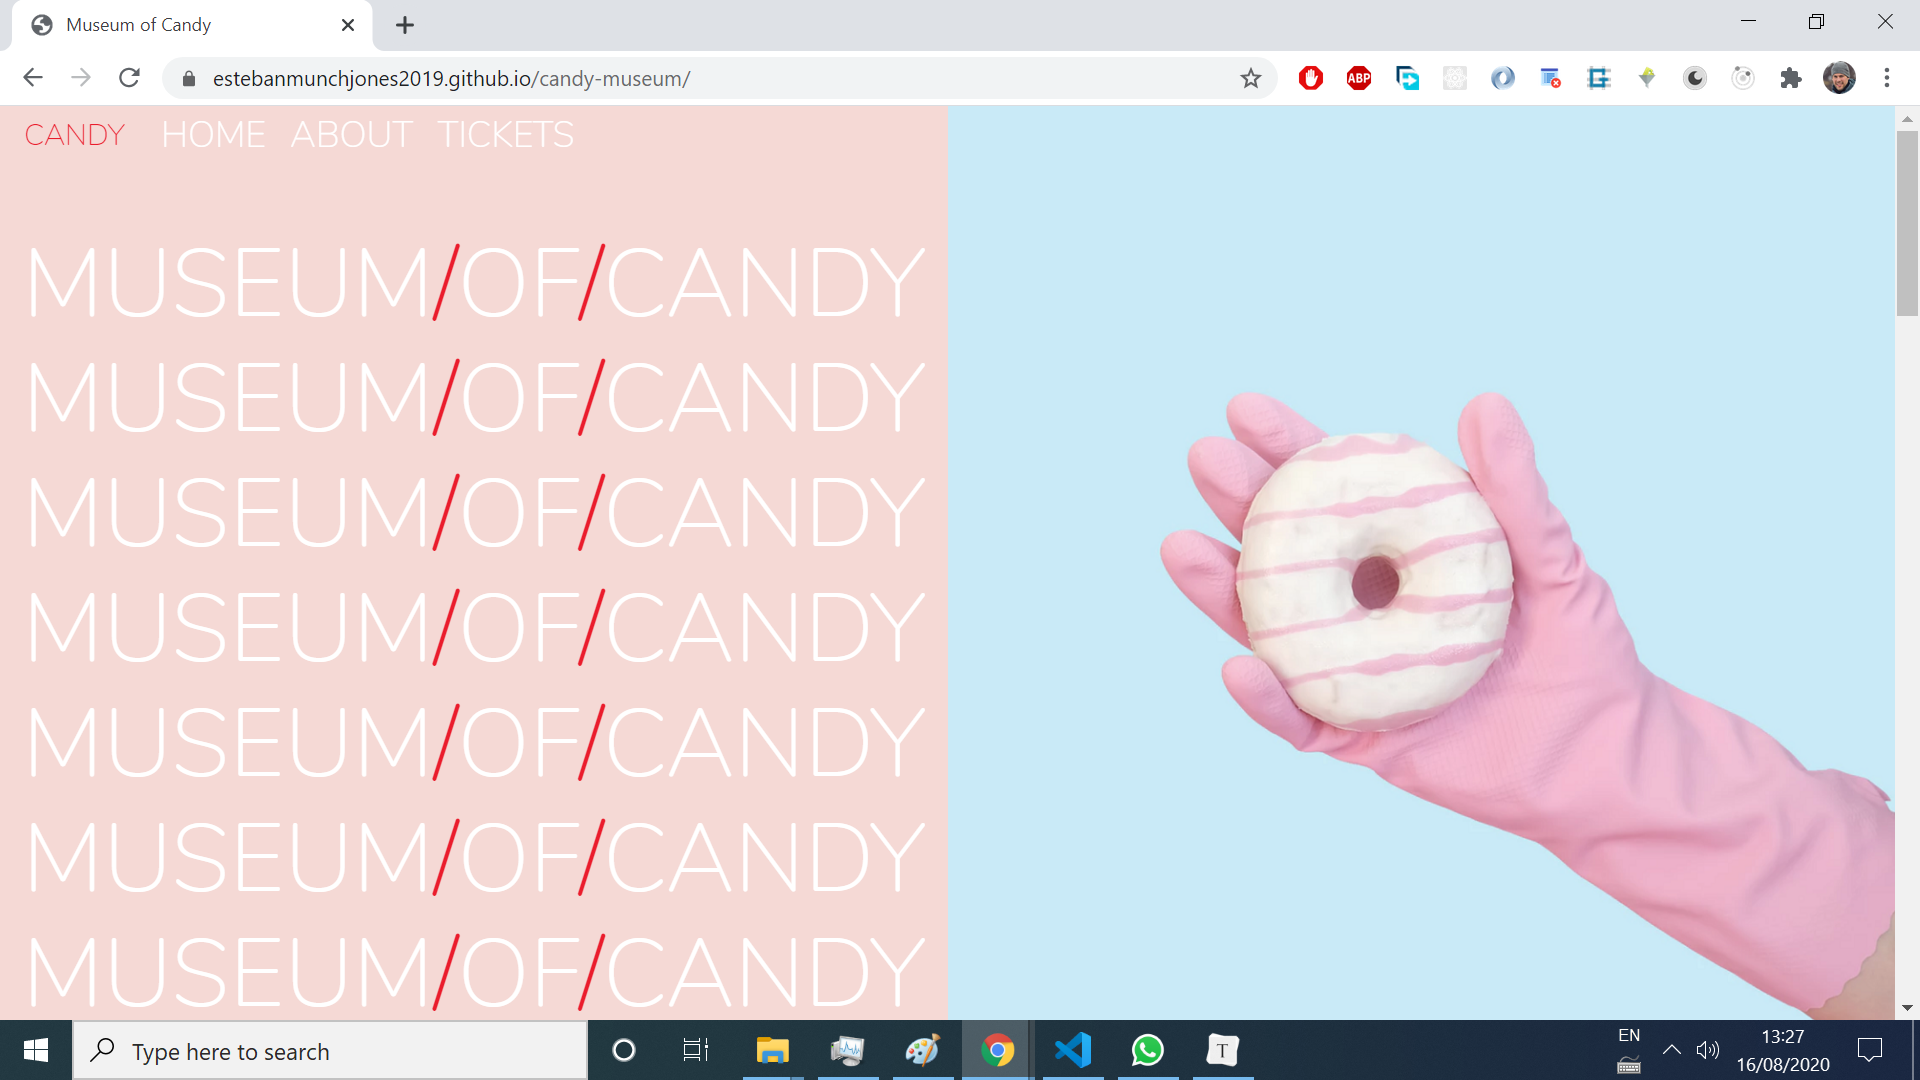 Museum of Candy
estebanmunchjones2019.github.io/candy-museum/
ABP
CANDY HOME ABOUT TICKETS
MUSEUM/OF/CANDY
MUSEUM/OF/CANDY
MUSEUM/OF/CANDY
MUSEUM/OF/CANDY
MUSEUM/OF/CANDY
MUSEUM/OF/CANDY
MUSEUM/OF/CANDY
Type here to search
T
EN
13:27
16/08/2020